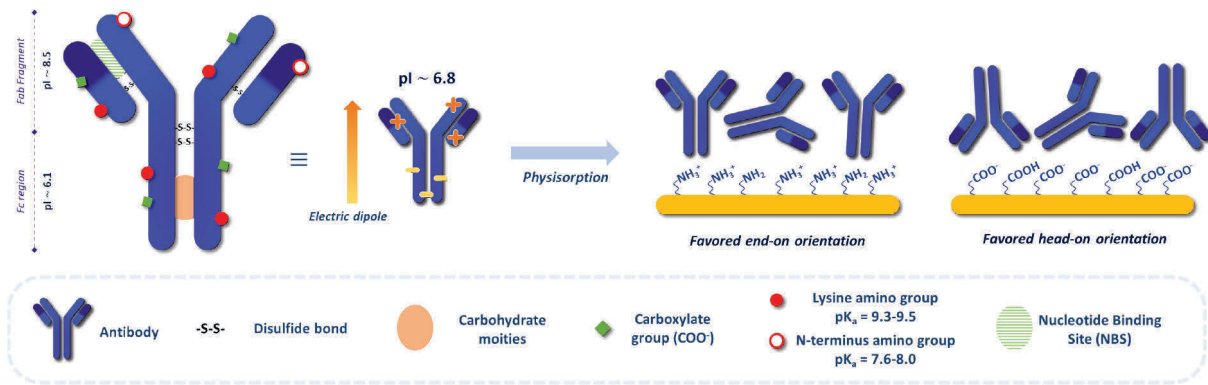 Fab Fragment
pI ~ 8.5
Fc region
pI ~ 6.1
-S-S-
-S-S-
-S-S-
-S-S-
≡
pI ~ 6.8
+
+
+
+
Electric dipole
Physisorption
NH₃⁺
NH₃⁺
NH₂
NH₃⁺
NH₃⁺
NH₂
NH₃⁺
Favored end-on orientation
COO⁻
COOH
COO⁻
COO⁻
COOH
COO⁻
COO⁻
Favored head-on orientation
Antibody
-S-S-
Disulfide bond
Carbohydrate
moities
Carboxylate
group (COO⁻)
Lysine amino group
pKₐ = 9.3-9.5
N-terminus amino group
pKₐ = 7.6-8.0
Nucleotide Binding
Site (NBS)